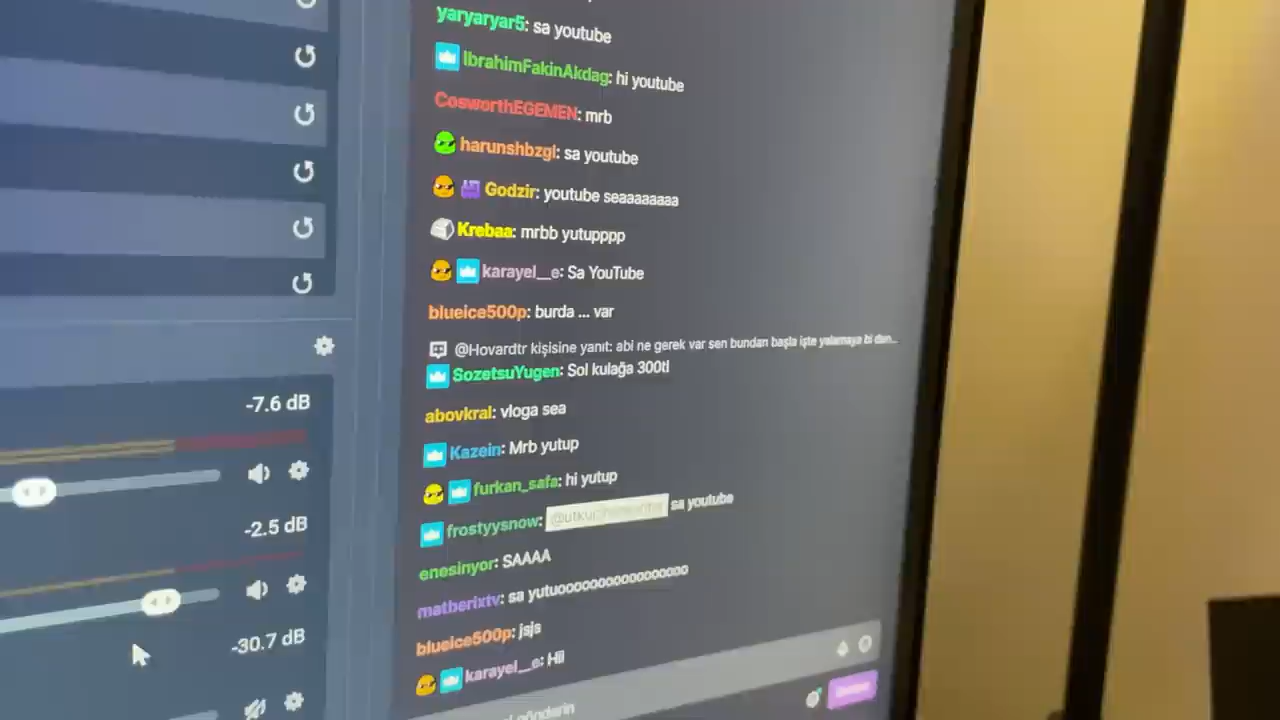 yaryaryar5: sa youtube
IbrahimFakinAkdag: hi youtube
CosworthEGEMEN: mrb
harunshbzgl: sa youtube
Godzir: youtube seaaaaaaaa
Krebaa: mrbb yutupppp
karayel__e: Sa YouTube
blueice500p: burda ... var
@Hovardtr kişisine yanıt: abi ne gerek var sen bundan başla işte yalamaya bi
SozetsuYugen: Sol kulağa 300tl
abovkral: vloga sea
Kazein: Mrb yutup
furkan_safa: hi yutup
frostyysnow: sa youtube
enesinyor: SAAAA
matberixtv: sa yutuooooooooooooooooo
blueice500p: jsjs
karayel__e: Hii
gönderin
-7.6 dB
-2.5 dB
-30.7 dB